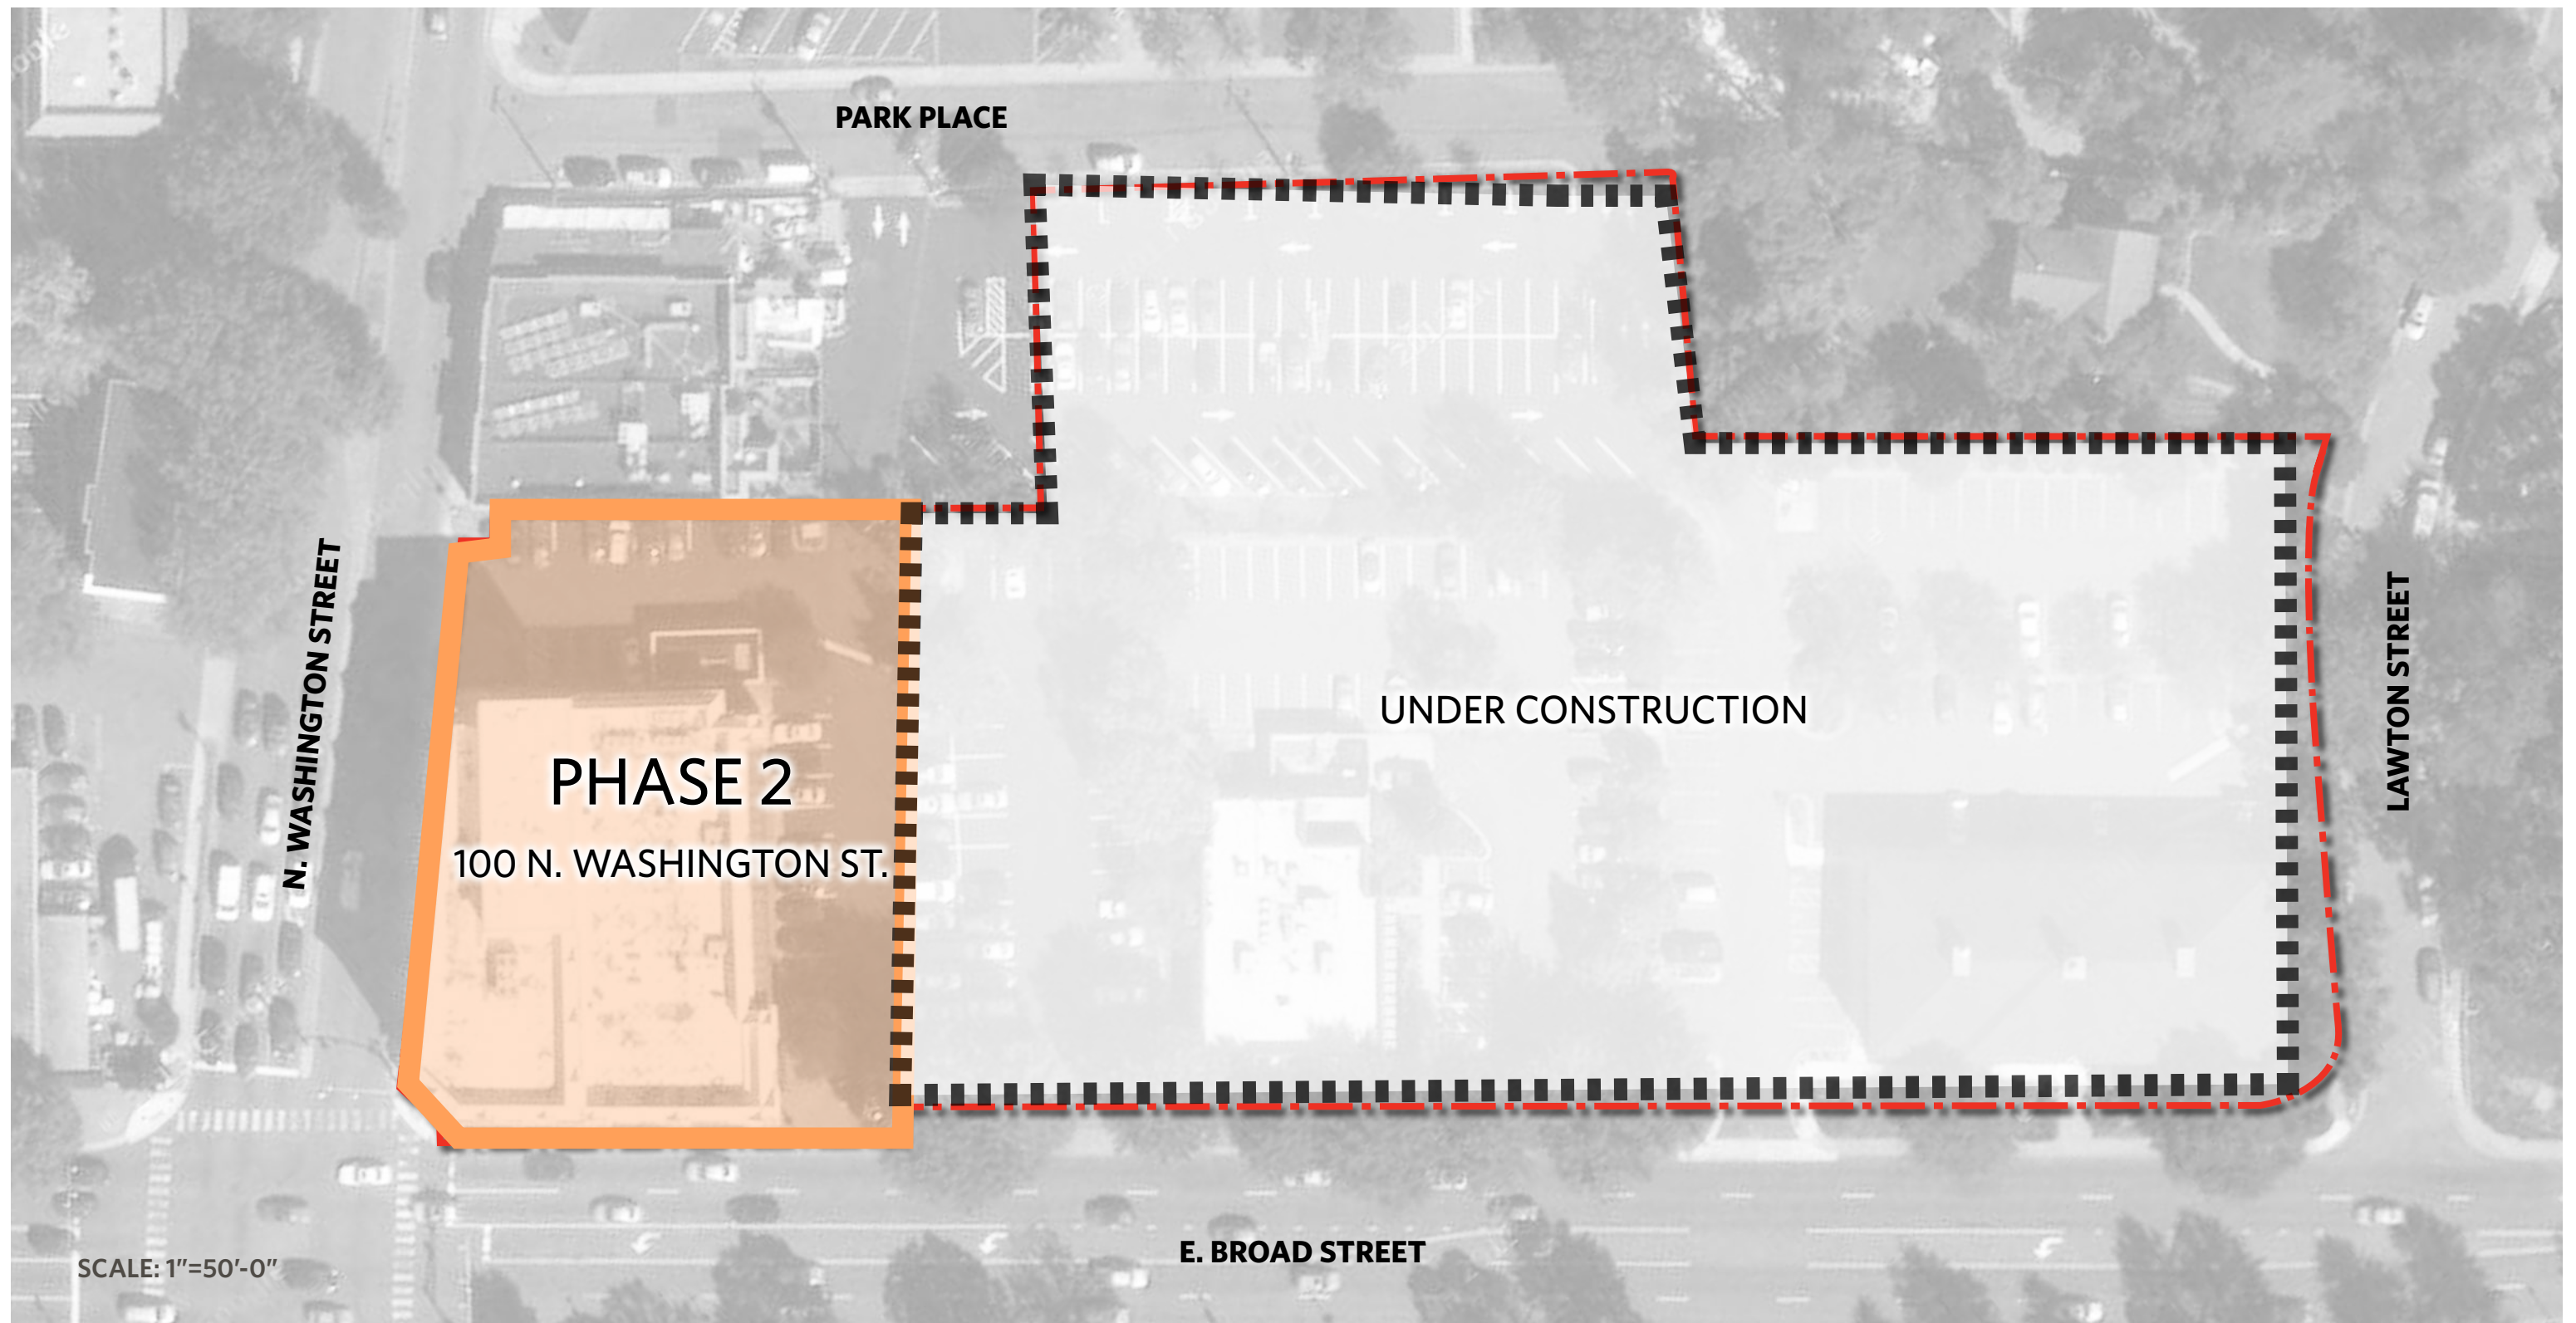 PARK PLACE
N. WASHINGTON STREET
LAWTON STREET
UNDER CONSTRUCTION
PHASE 2
100 N. WASHINGTON ST.
E. BROAD STREET
SCALE: 1"=50'-0"